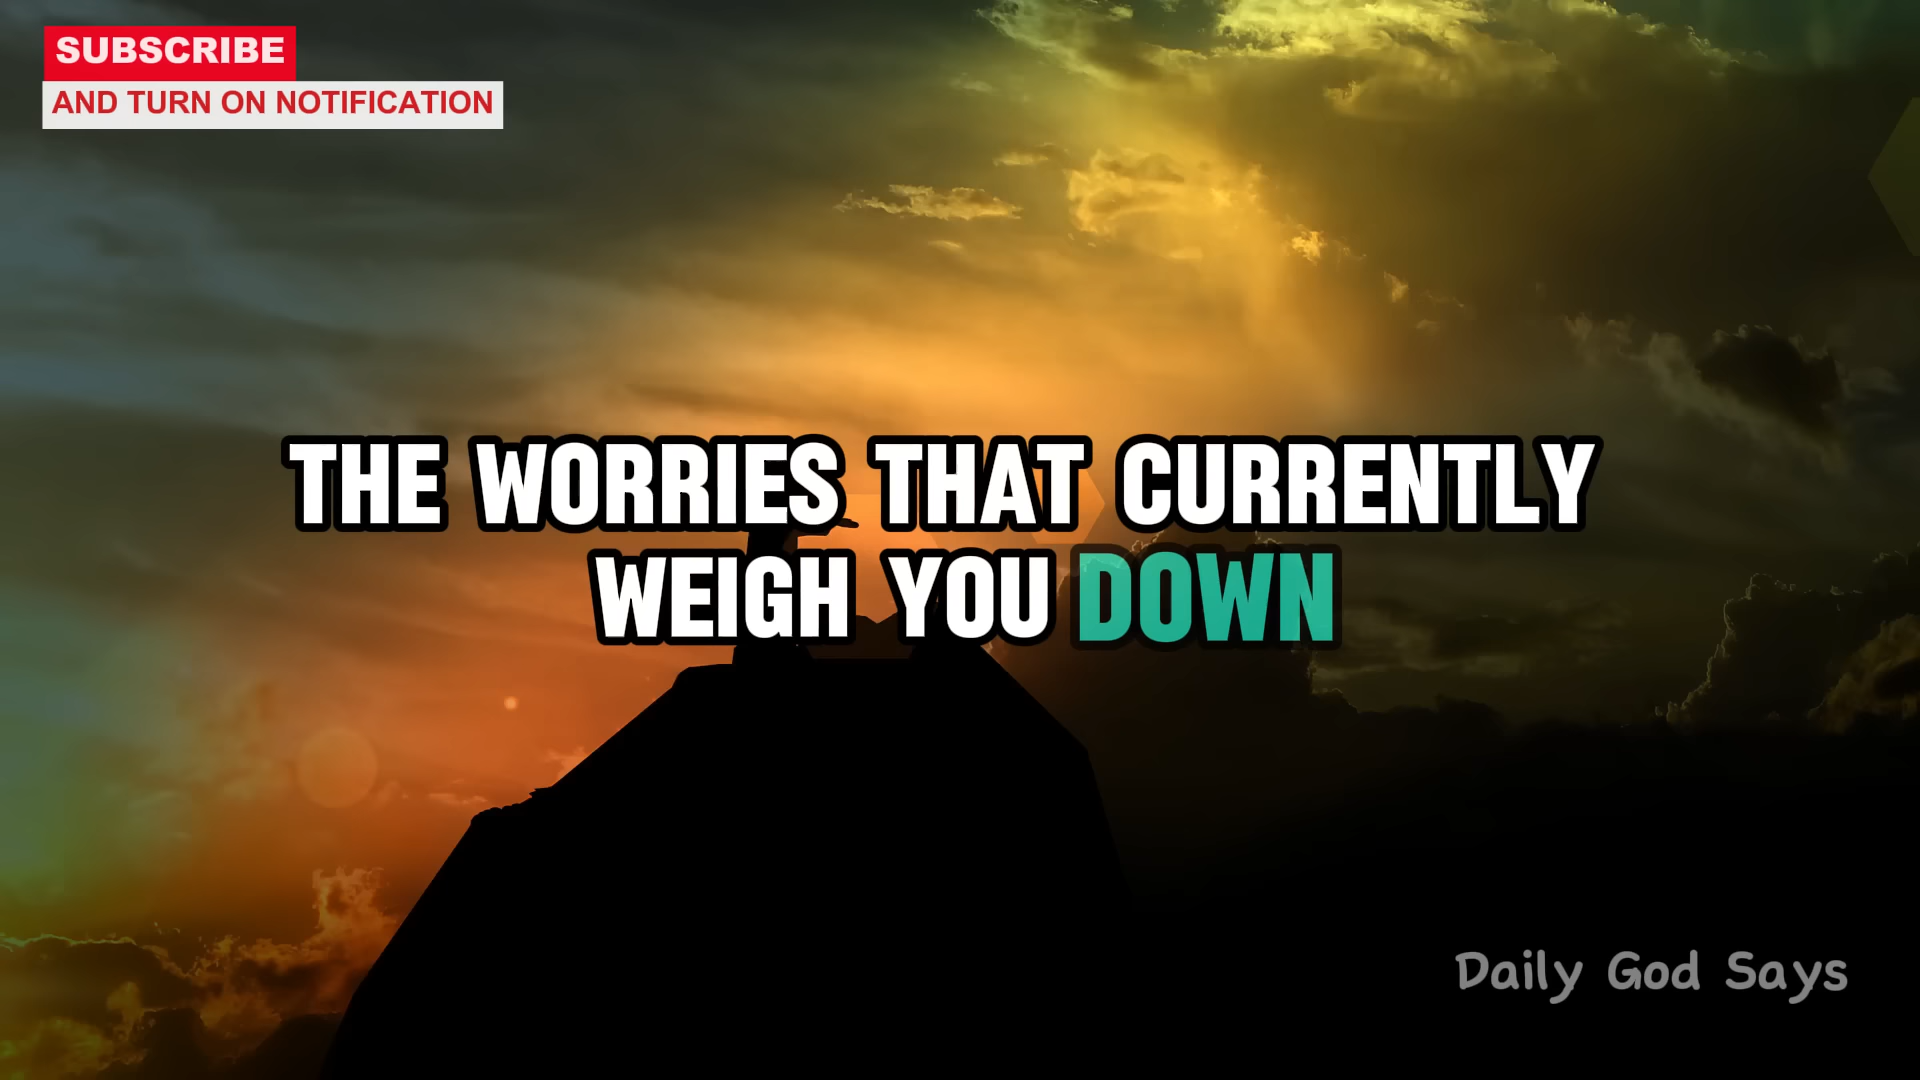 SUBSCRIBE
AND TURN ON NOTIFICATION
THE WORRIES THAT CURRENTLY
WEIGH YOU DOWN
Daily God Says